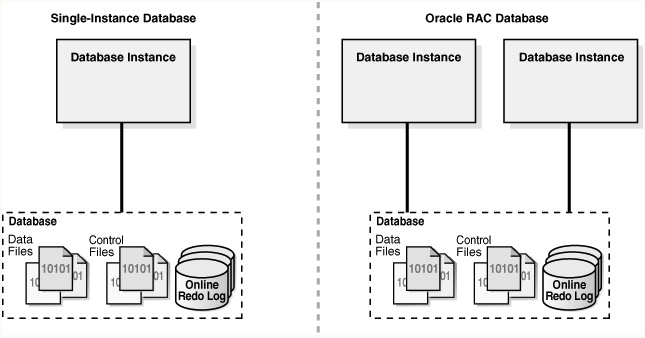 Single-Instance Database
Database Instance
Database
Data
Files
Control
Files
10
10101
01
10
10101
01
Online
Redo Log
Oracle RAC Database
Database Instance
Database Instance
Database
Data
Files
Control
Files
10
10101
01
10
10101
01
Online
Redo Log